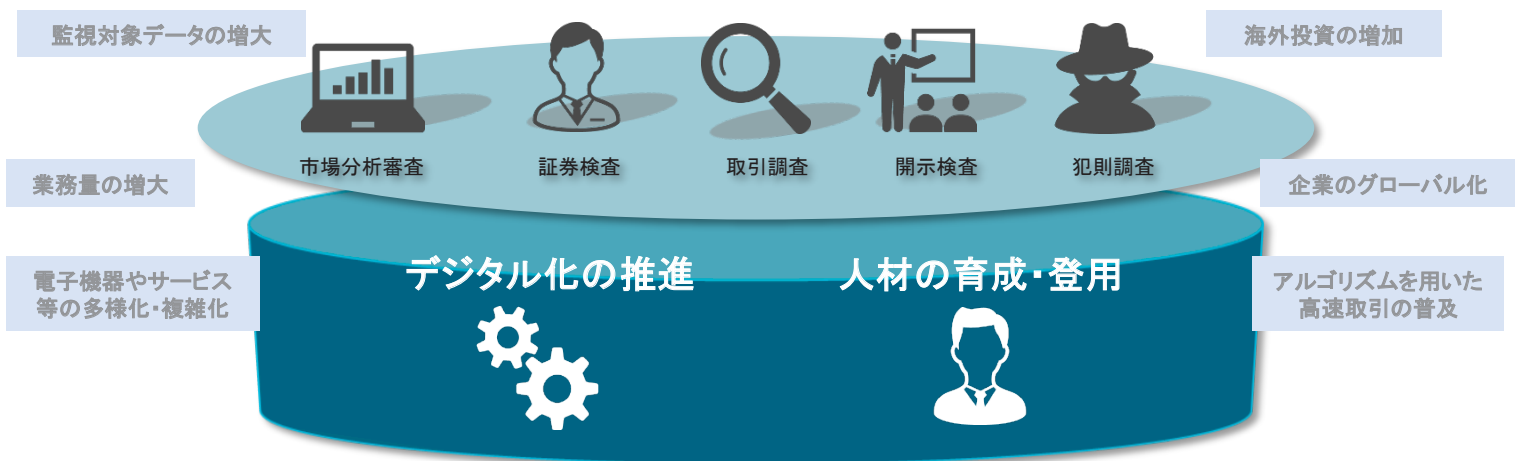 監視対象データの増大
海外投資の増加
市場分析審査
証券検査
取引調査
開示検査
犯則調査
業務量の増大
企業のグローバル化
電子機器やサービス
等の多様化・複雑化
デジタル化の推進
人材の育成・登用
アルゴリズムを用いた
高速取引の普及